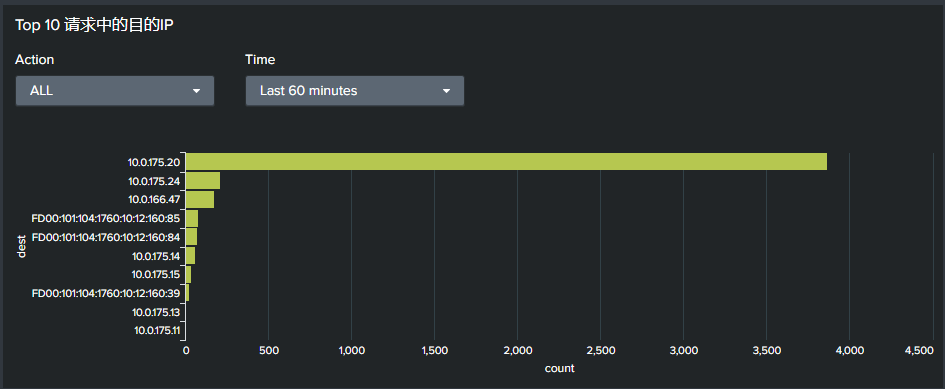 Top 10 请求中的目的IP
Action Time
ALL Last 60 minutes
10.0.175.20
10.0.175.24
10.0.166.47
FD00:101:104:1760:10:12:160:85
FD00:101:104:1760:10:12:160:84
10.0.175.14
10.0.175.15
FD00:101:104:1760:10:12:160:39
10.0.175.13
10.0.175.11
dest
0 500 1,000 1,500 2,000 2,500 3,000 3,500 4,000 4,500
count